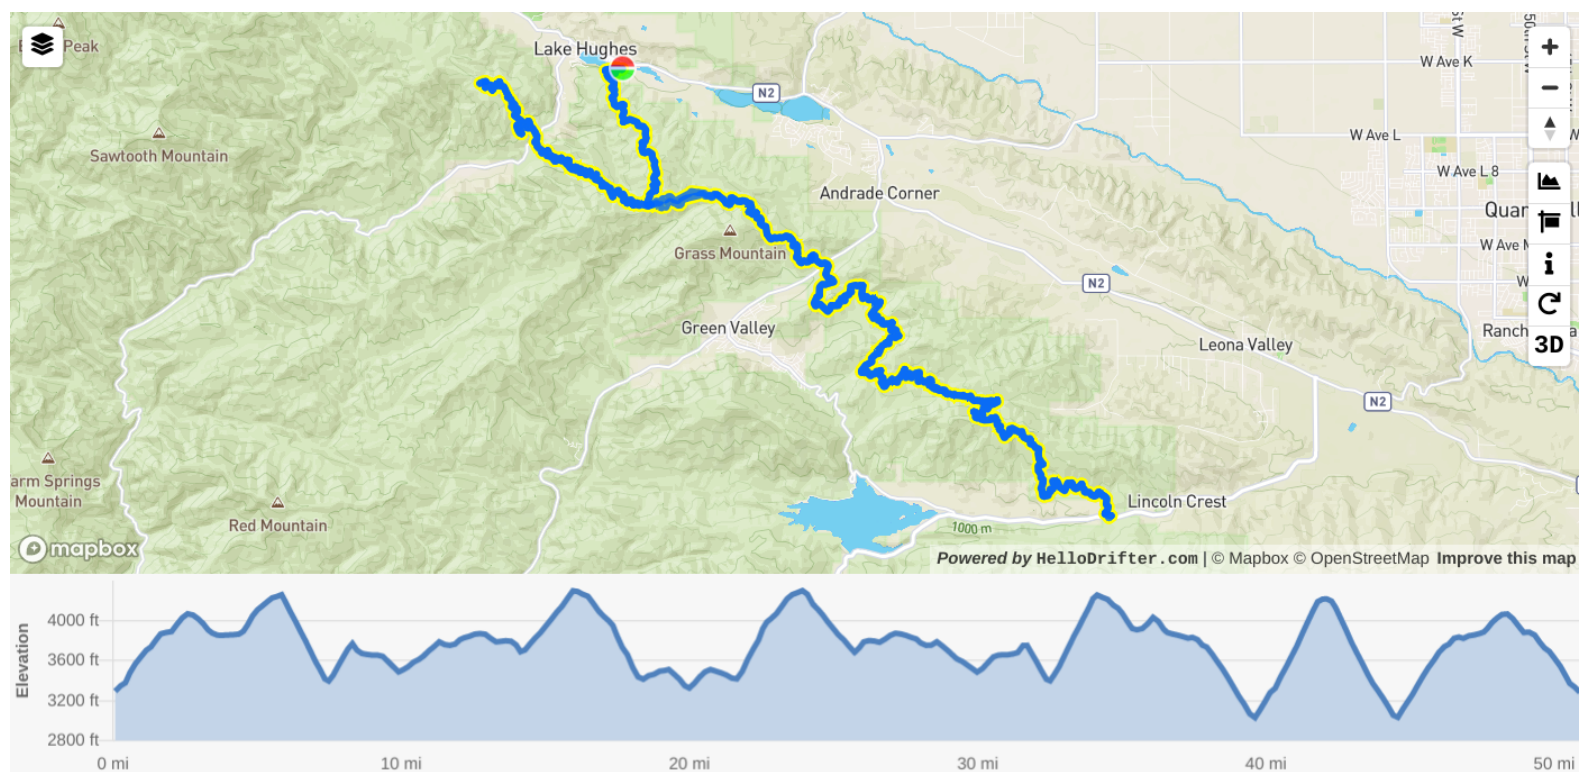 Peak
Lake Hughes
N2
W Ave K
W Ave L
Sawtooth Mountain
W Ave L 8
Andrade Corner
Quar
W Ave
Grass Mountain
N2
W
Green Valley
Ranch
Leona Valley
3D
N2
arm Springs
Mountain
Red Mountain
Lincoln Crest
1000 m
mapbox
Powered by HelloDrifter.com | © Mapbox © OpenStreetMap Improve this map
Elevation
4000 ft
3600 ft
3200 ft
2800 ft
0 mi
10 mi
20 mi
30 mi
40 mi
50 mi